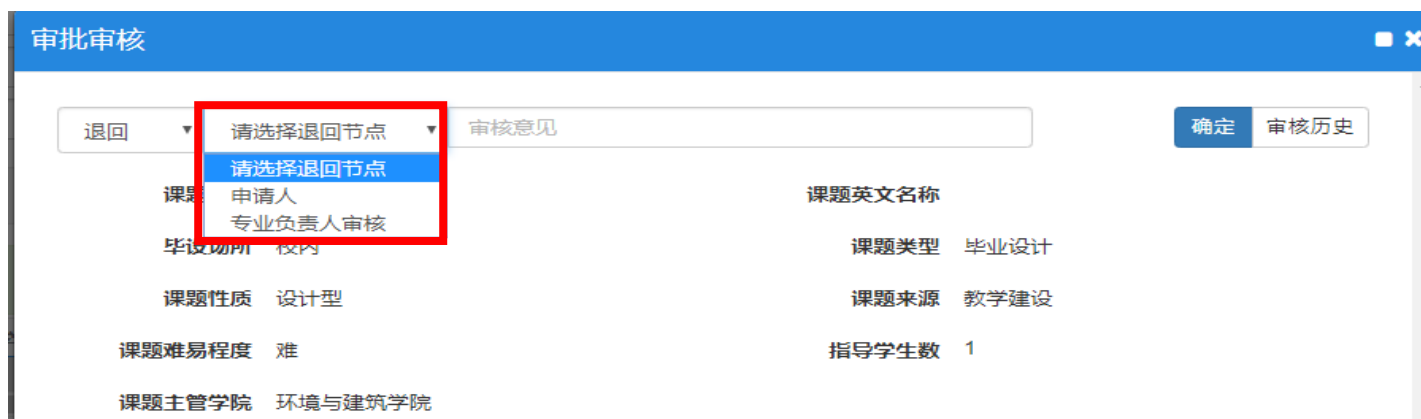 审批审核
退回 请选择退回节点 审核意见 确定 审核历史
请选择退回节点
申请人
专业负责人审核
课题英文名称
毕设场所 校内 课题类型 毕业设计
课题性质 设计型 课题来源 教学建设
课题难易程度 难 指导学生数 1
课题主管学院 环境与建筑学院